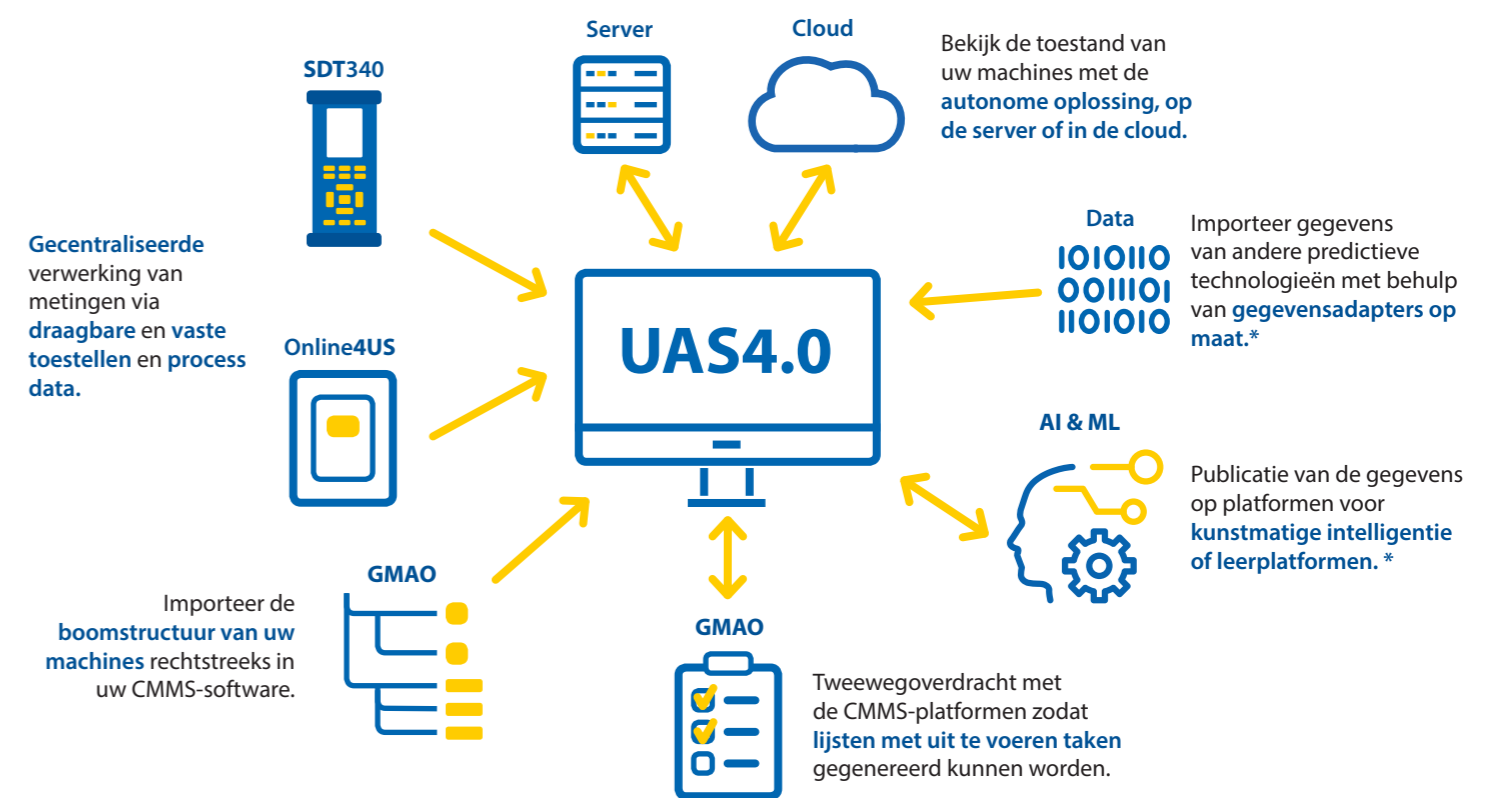 Server
Cloud
Bekijk de toestand van
uw machines met de
autonome oplossing, op
de server of in de cloud.
SDT340
Gecentraliseerde
verwerking van
metingen via
draagbare en vaste
toestellen en process
data.
Online4US
UAS4.0
Data
1010110
0011101
1101010
Importeer gegevens
van andere predictieve
technologieën met behulp
van gegevensadapters op
maat.*
AI & ML
Publicatie van de gegevens
op platformen voor
kunstmatige intelligentie
of leerplatformen. *
GMAO
Importeer de
boomstructuur van uw
machines rechtstreeks in
uw CMMS-software.
GMAO
Tweewegoverdracht met
de CMMS-platformen zodat
lijsten met uit te voeren taken
gegenereerd kunnen worden.